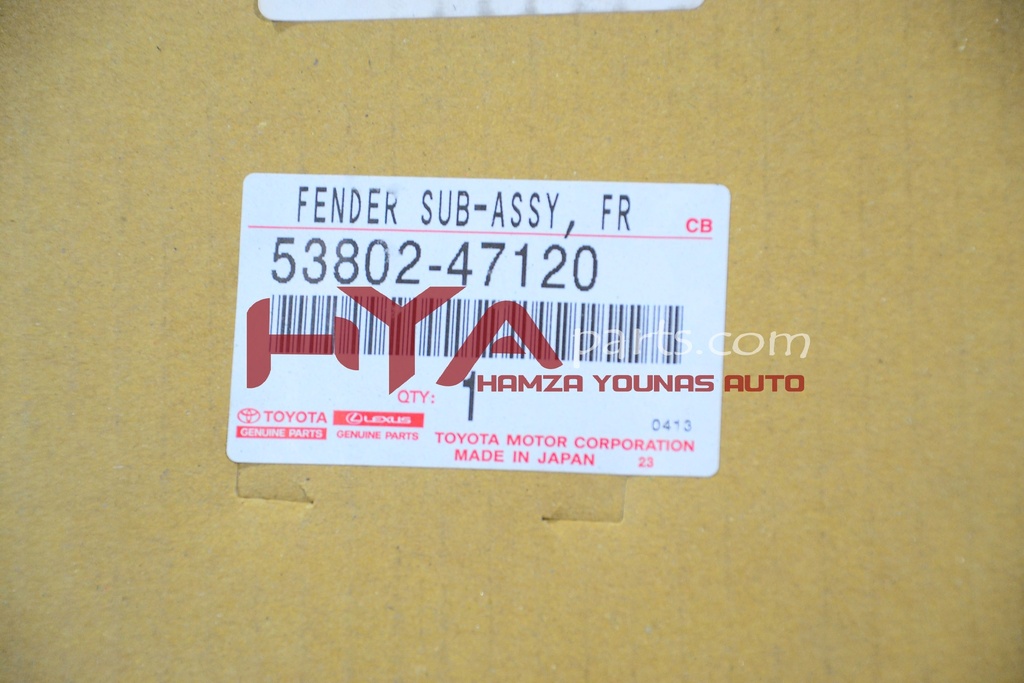 FENDER SUB-ASSY, FR
CB
53802-47120
HYA parts.com
HAMZA YOUNAS AUTO
QTY: 1
0413
TOYOTA LEXUS
GENUINE PARTS GENUINE PARTS
TOYOTA MOTOR CORPORATION
MADE IN JAPAN 23